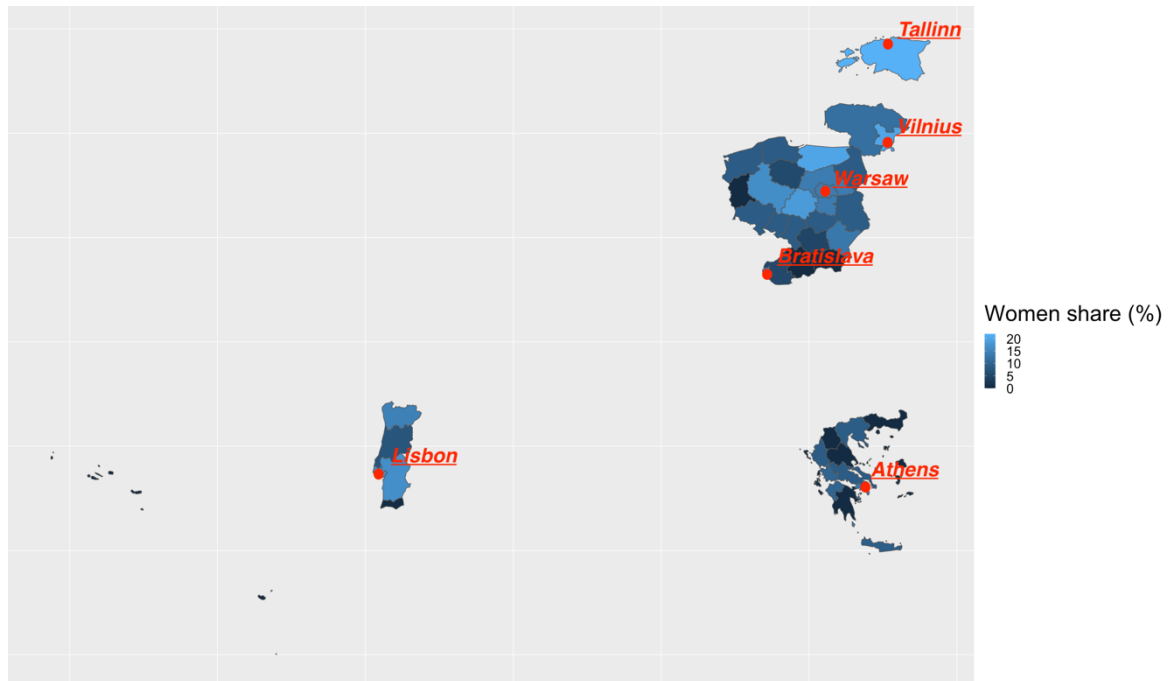 Tallinn
Vilnius
Warsaw
Bratislava
Women share (%)
20
15
10
5
0
Lisbon
Athens